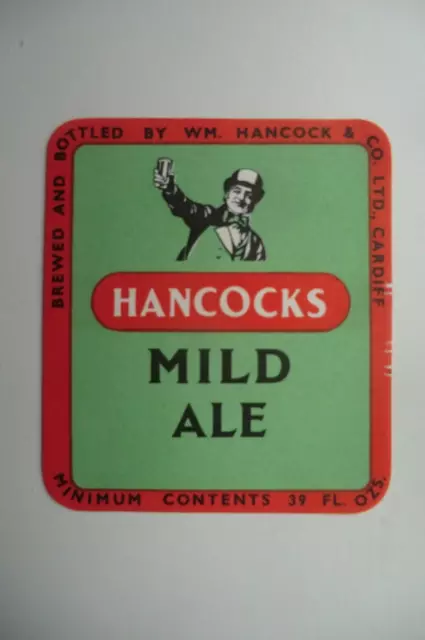 BREWED AND BOTTLED BY WM. HANCOCK & CO. LTD., CARDIFF
HANCOCKS
MILD
ALE
MINIMUM CONTENTS 39 FL. OZS.